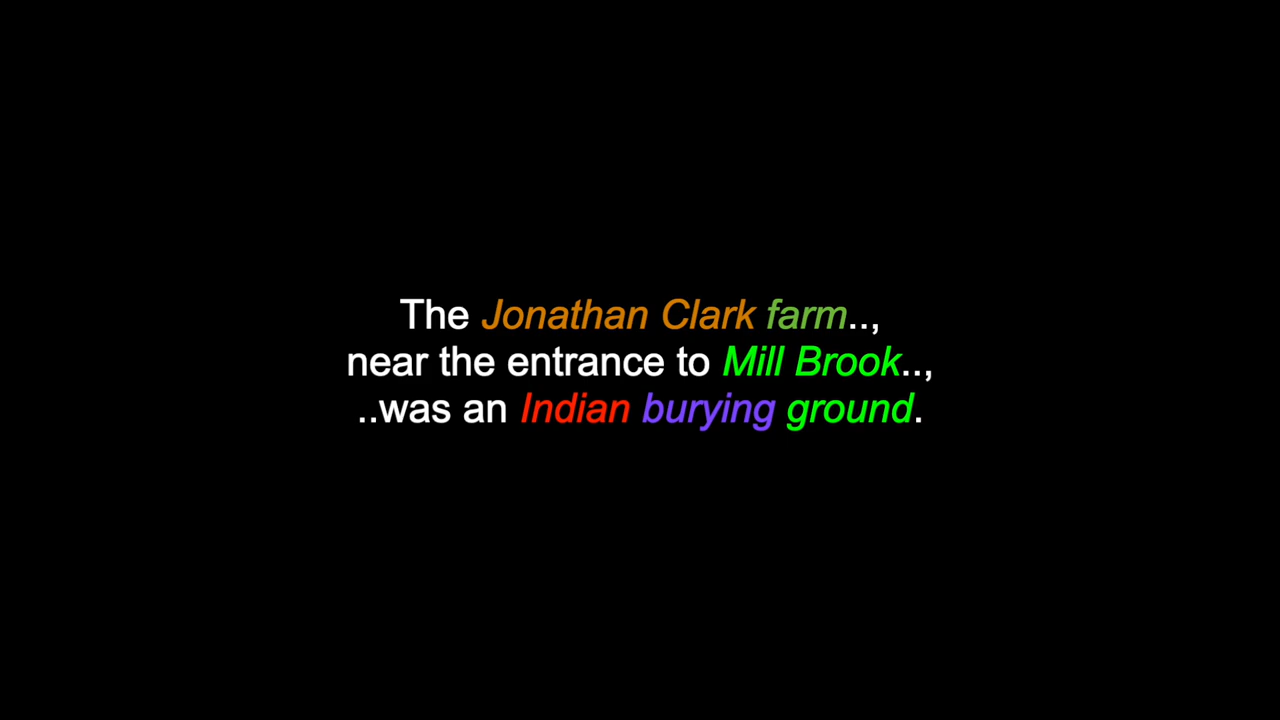 The Jonathan Clark farm..,
near the entrance to Mill Brook..,
..was an Indian burying ground.